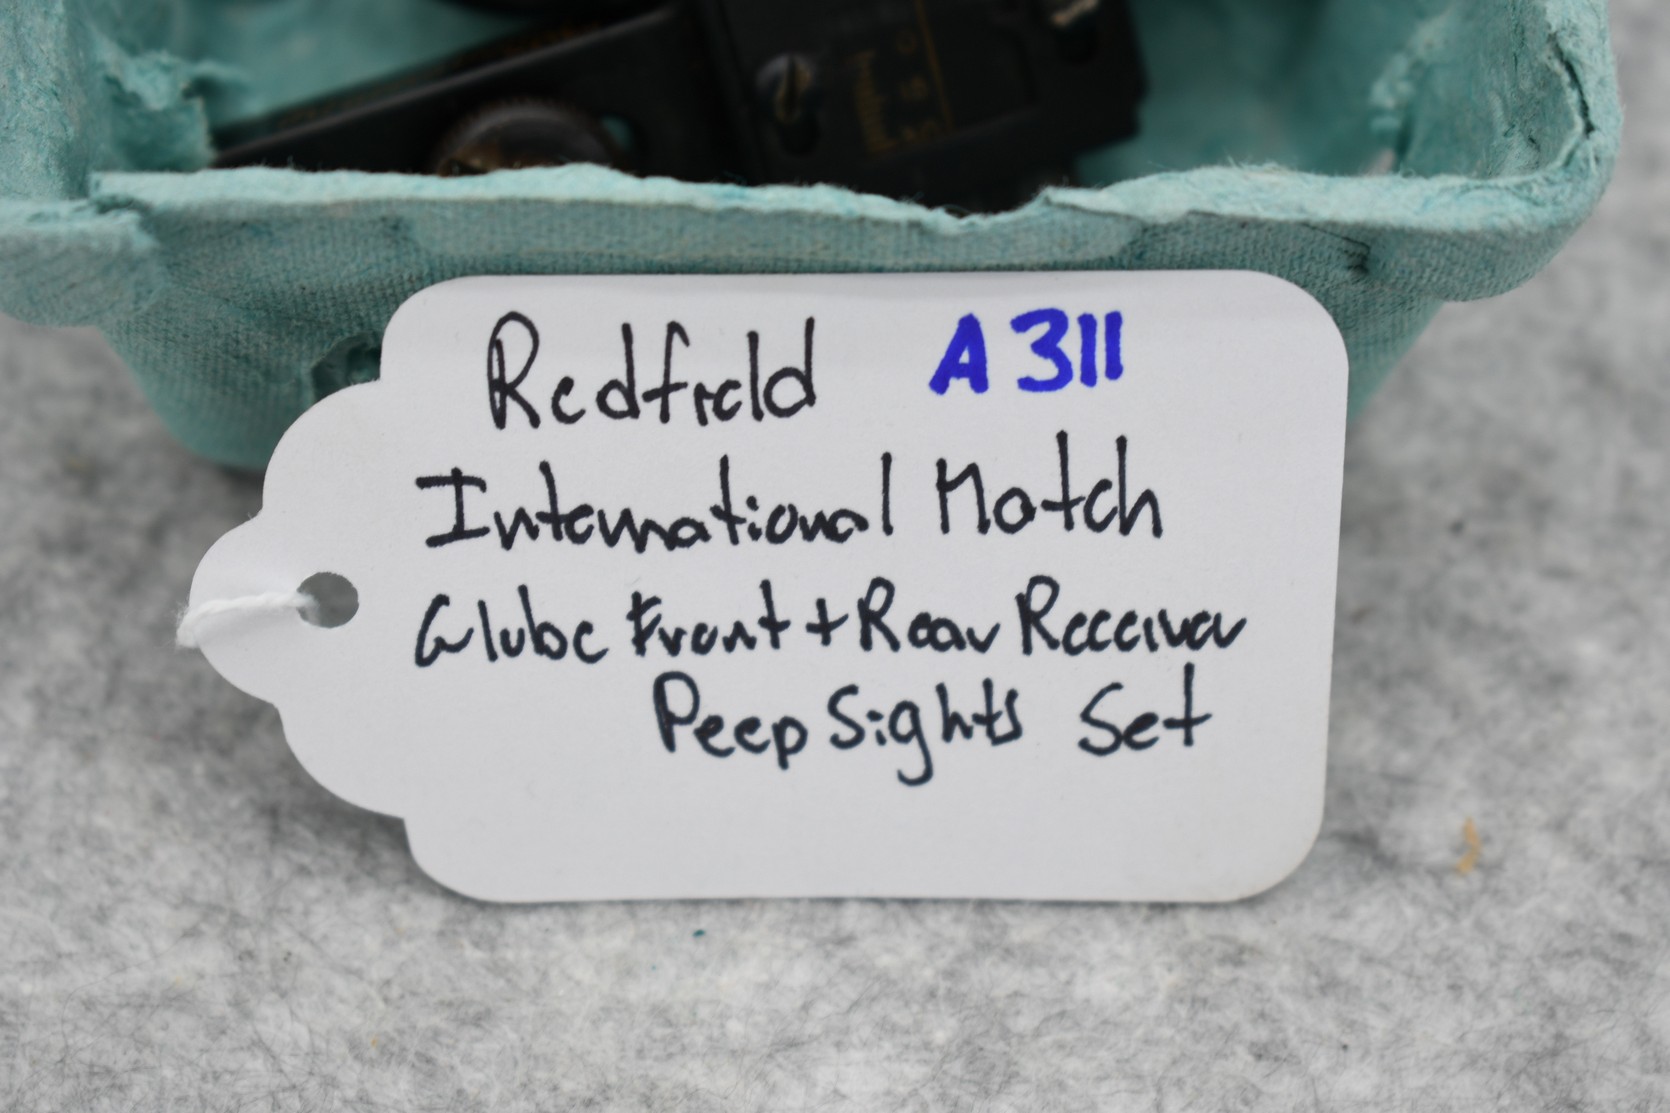 Redfield A311
International Match
Globe Front + Rear Receiver
Peep Sights Set